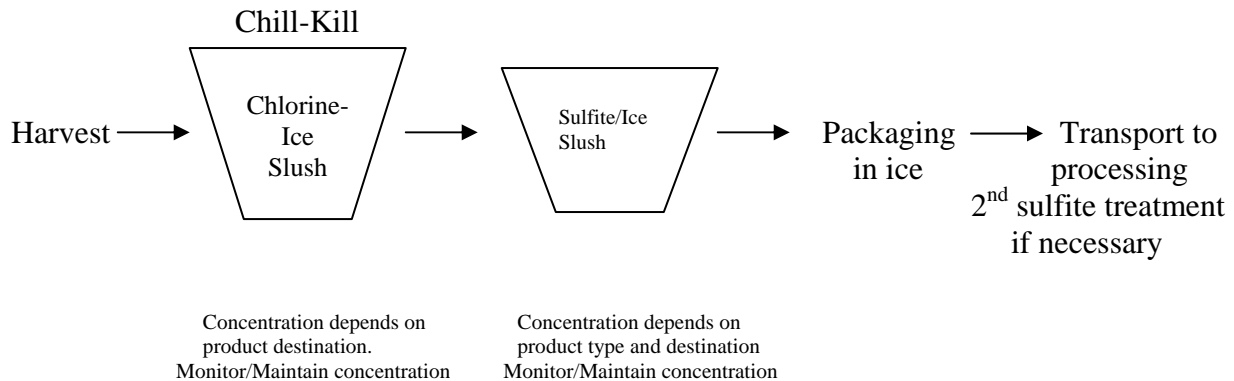 Chill-Kill
Harvest
Chlorine-
Ice
Slush
Sulfite/Ice
Slush
Packaging
in ice
Transport to
processing
2nd sulfite treatment
if necessary
Concentration depends on
product destination.
Monitor/Maintain concentration
Concentration depends on
product type and destination
Monitor/Maintain concentration